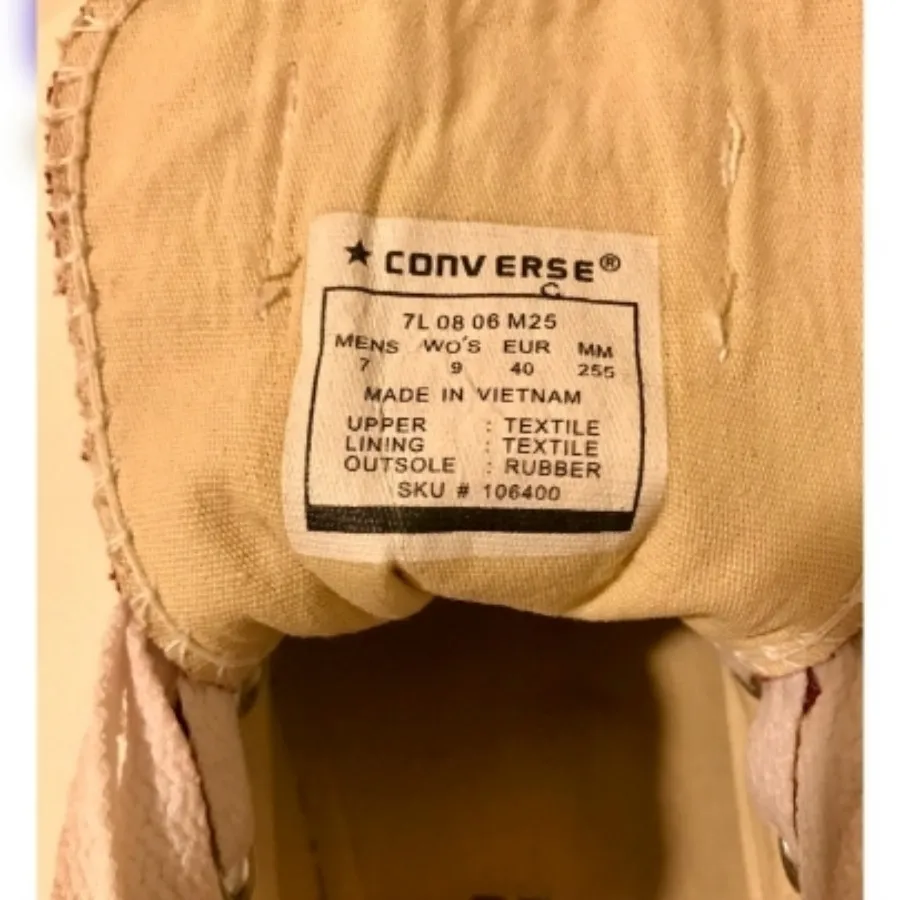 ★ CONVERSE®
C
7L 08 06 M25
MENS WO'S EUR MM
7 9 40 255
MADE IN VIETNAM
UPPER : TEXTILE
LINING : TEXTILE
OUTSOLE : RUBBER
SKU # 106400